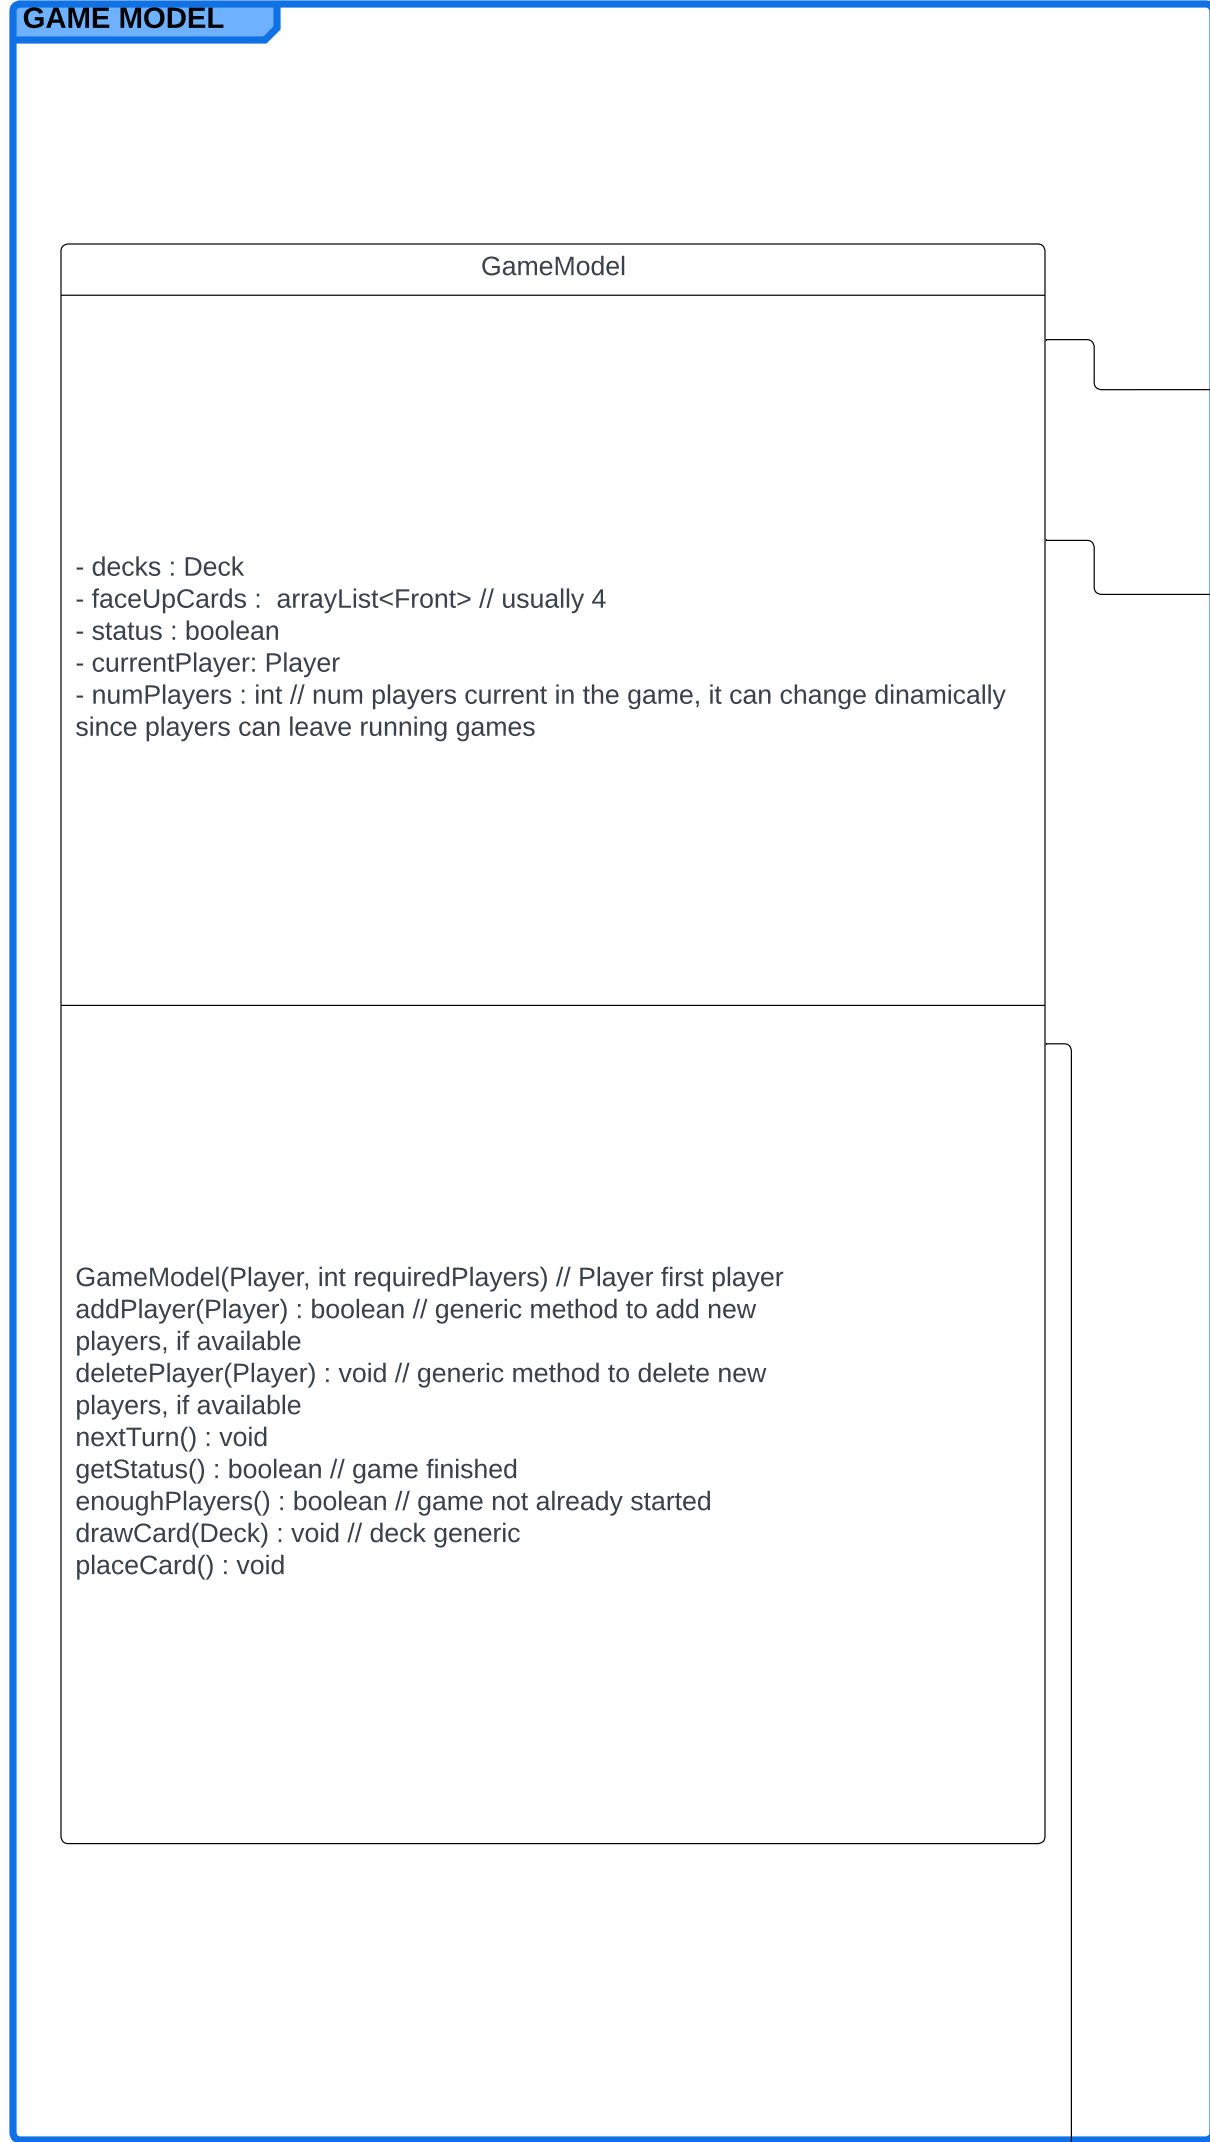 GAME MODEL
GameModel
- decks : Deck
- faceUpCards :  arrayList<Front> // usually 4
- status : boolean
- currentPlayer: Player
- numPlayers : int // num players current in the game, it can change dinamically
since players can leave running games
GameModel(Player, int requiredPlayers) // Player first player
addPlayer(Player) : boolean // generic method to add new
players, if available
deletePlayer(Player) : void // generic method to delete new
players, if available
nextTurn() : void
getStatus() : boolean // game finished
enoughPlayers() : boolean // game not already started
drawCard(Deck) : void // deck generic
placeCard() : void